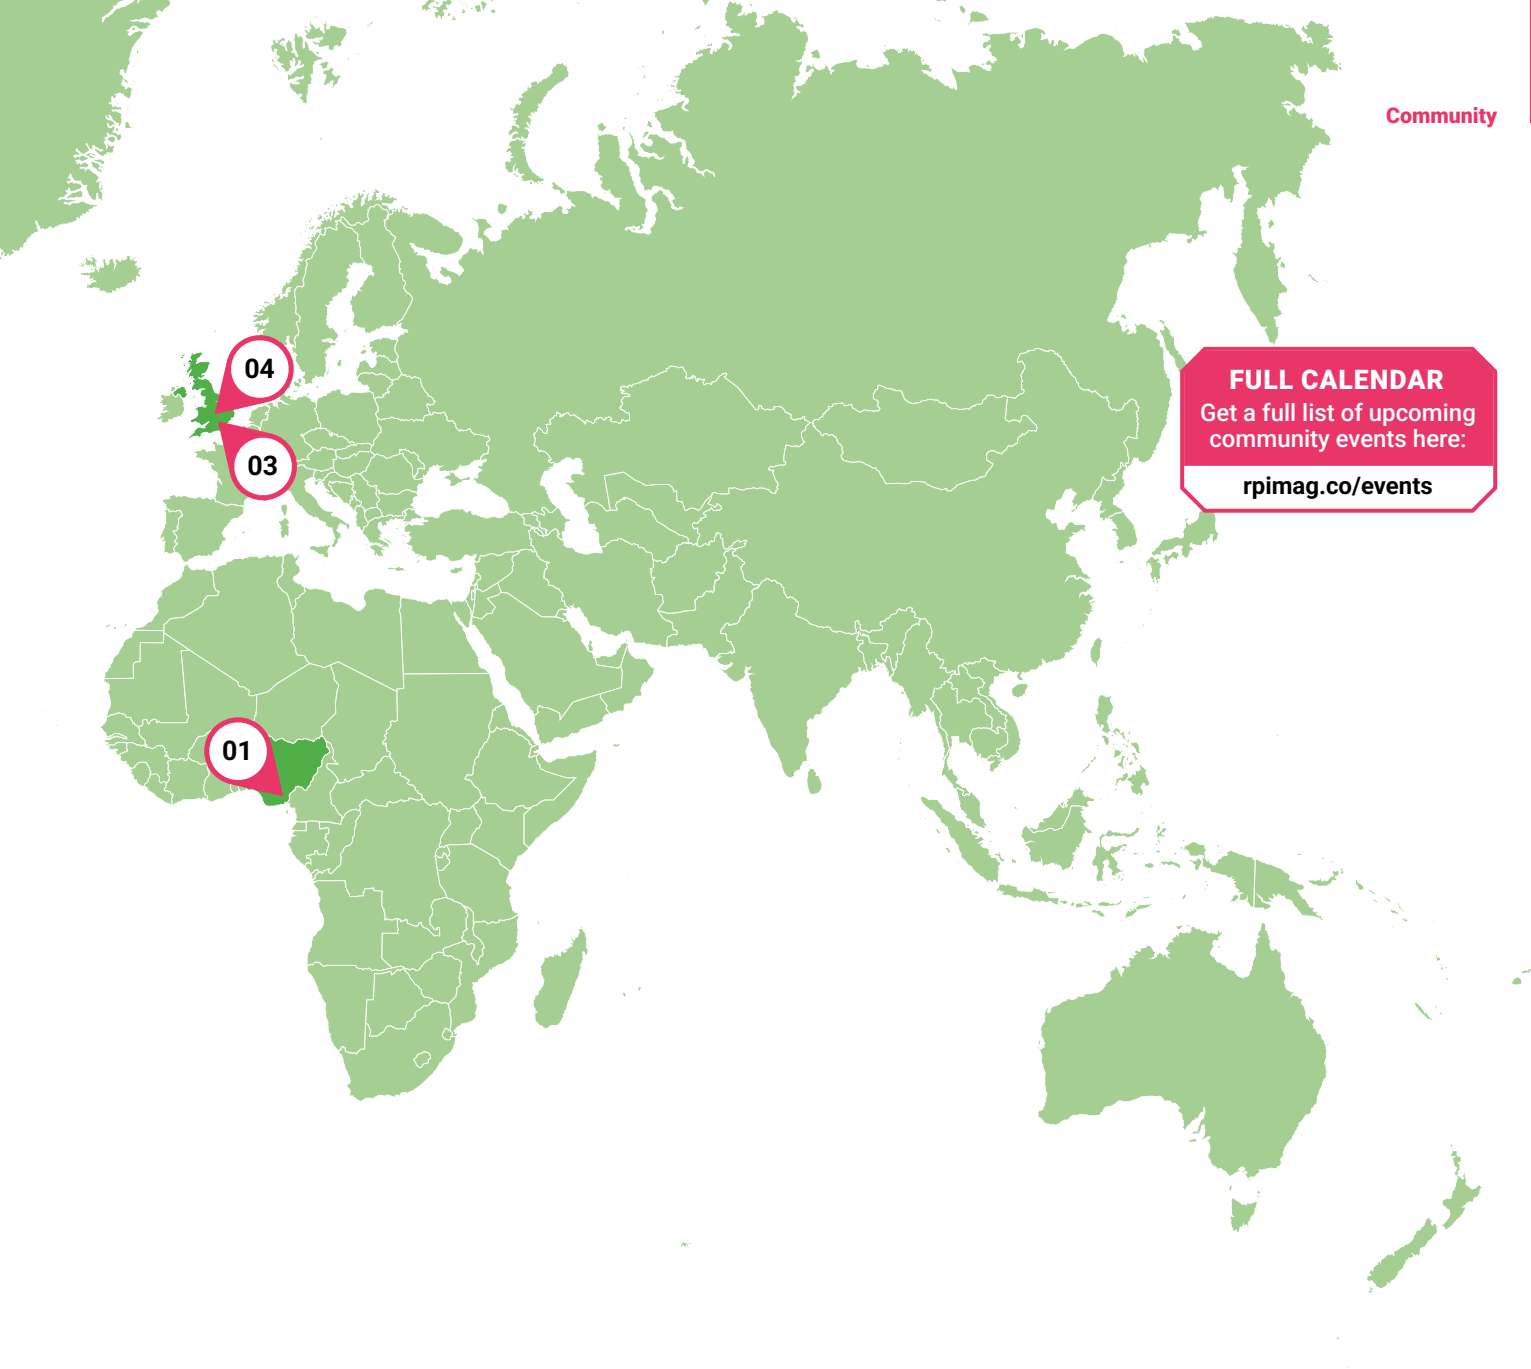 Community
04
03
FULL CALENDAR
Get a full list of upcoming
community events here:
rpimag.co/events
01